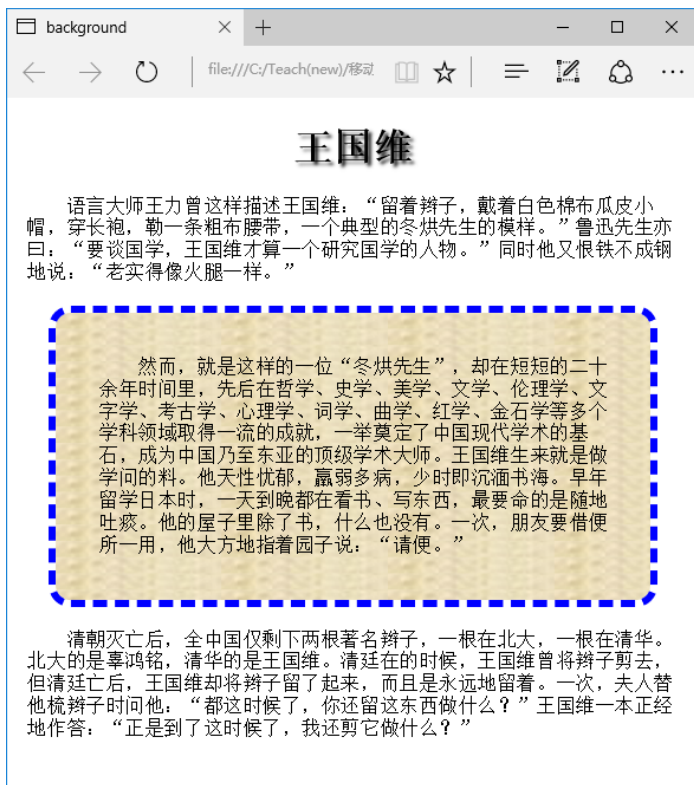 background
file:///C:/Teach(new)/移动
王国维
语言大师王力曾这样描述王国维：“留着辫子，戴着白色棉布瓜皮小
帽，穿长袍，勒一条粗布腰带，一个典型的冬烘先生的模样。”鲁迅先生亦
曰：“要谈国学，王国维才算一个研究国学的人物。”同时他又恨铁不成钢
地说：“老实得像火腿一样。”
然而，就是这样的一位“冬烘先生”，却在短短的二十
余年时间里，先后在哲学、史学、美学、文学、伦理学、文
字学、考古学、心理学、词学、曲学、红学、金石学等多个
学科领域取得一流的成就，一举奠定了中国现代学术的基
石，成为中国乃至东亚的顶级学术大师。王国维生来就是做
学问的料。他天性忧郁，羸弱多病，少时即沉湎书海。早年
留学日本时，一天到晚都在看书、写东西，最要命的是随地
吐痰。他的屋子里除了书，什么也没有。一次，朋友要借便
所一用，他大方地指着园子说：“请便。”
清朝灭亡后，全中国仅剩下两根著名辫子，一根在北大，一根在清华。
北大的是辜鸿铭，清华的是王国维。清廷在的时候，王国维曾将辫子剪去，
但清廷亡后，王国维却将辫子留了起来，而且是永远地留着。一次，夫人替
他梳辫子时问他：“都这时候了，你还留这东西做什么？”王国维一本正经
地作答：“正是到了这时候了，我还剪它做什么？”